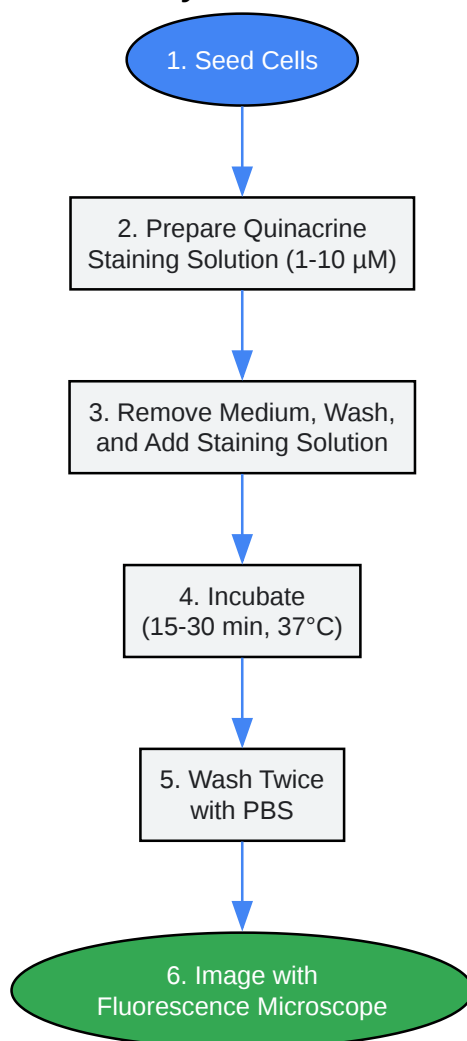 1. Seed Cells
2. Prepare Quinacrine
Staining Solution (1-10 µM)
3. Remove Medium, Wash,
and Add Staining Solution
4. Incubate
(15-30 min, 37°C)
5. Wash Twice
with PBS
6. Image with
Fluorescence Microscope